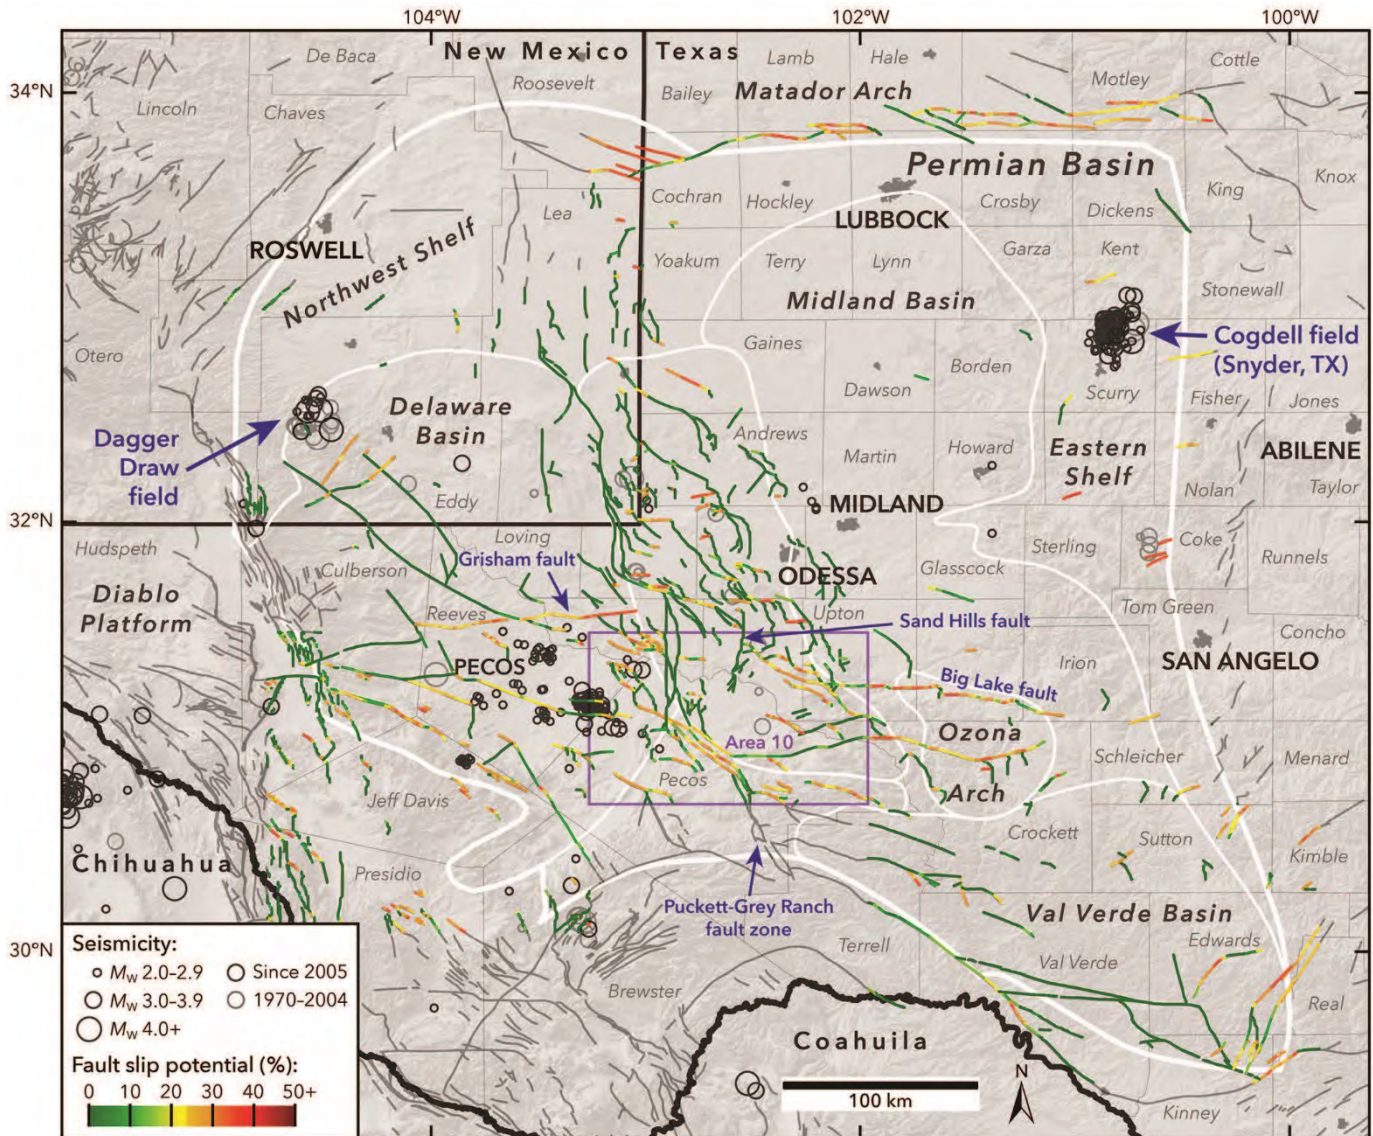 104°W 102°W 100°W
34°N
32°N
30°N
New Mexico Texas
De Baca
Roosevelt
Lamb Hale
Cottle
Motley
Lincoln
Chaves
Bailey
Matador Arch
Permian Basin
Cochran
Hockley
Crosby
Dickens
King
Knox
Lea
LUBBOCK
ROSWELL
Northwest Shelf
Yoakum Terry Lynn
Garza Kent
Midland Basin
Stonewall
Otero
Gaines
Cogdell field
(Snyder, TX)
Borden
Dawson
Scurry
Fisher Jones
Delaware
Basin
Dagger
Draw
field
Andrews
Martin
Howard
Eastern
Shelf
ABILENE
Eddy
MIDLAND
Nolan Taylor
Hudspeth
Loving
Grisham fault
Culberson
ODESSA
Glasscock
Sterling Coke Runnels
Diablo
Platform
Reeves
Upton
Sand Hills fault
Tom Green
Concho
PECOS
Irion
SAN ANGELO
Big Lake fault
Area 10
Ozona
Arch
Schleicher
Menard
Pecos
Jeff Davis
Crockett
Sutton
Kimble
Chihuahua
Presidio
Puckett-Grey Ranch
fault zone
Val Verde Basin
Terrell
Val Verde
Edwards
Brewster
Real
Coahuila
N
100 km
Kinney
Seismicity:
Mw 2.0–2.9 Since 2005
Mw 3.0–3.9 1970–2004
Mw 4.0+
Fault slip potential (%):
0 10 20 30 40 50+